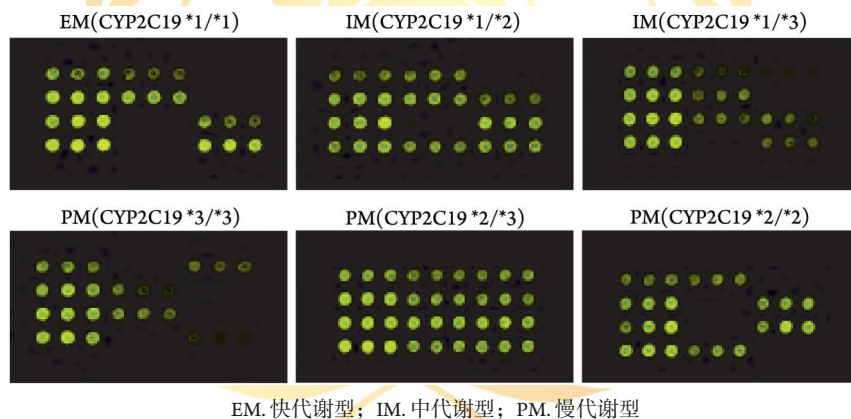 EM(CYP2C19 *1/*1) IM(CYP2C19 *1/*2) IM(CYP2C19 *1/*3)
PM(CYP2C19 *3/*3) PM(CYP2C19 *2/*3) PM(CYP2C19 *2/*2)
EM. 快代谢型；IM. 中代谢型；PM. 慢代谢型